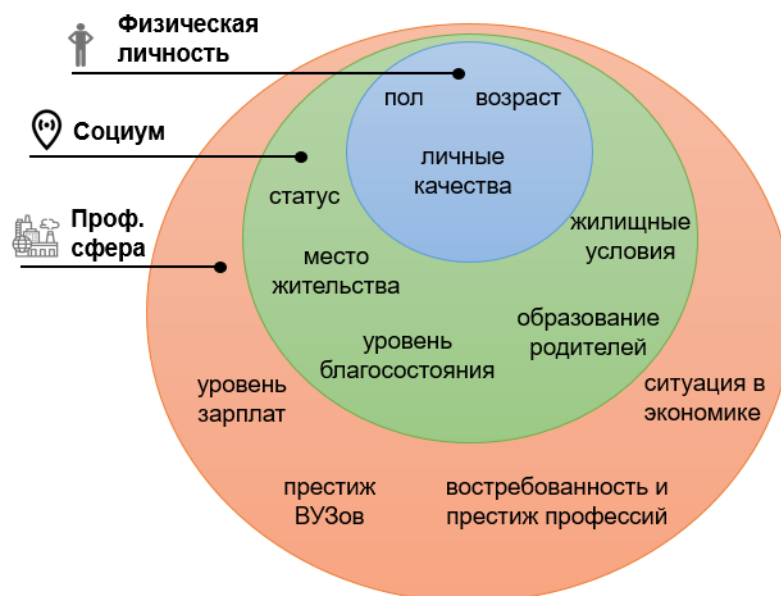 Физическая
личность
пол
возраст
Социум
личные
качества
статус
Проф.
сфера
жилищные
условия
место
жительства
образование
родителей
уровень
благосостояния
уровень
зарплат
ситуация в
экономике
престиж
ВУЗов
востребованность и
престиж профессий